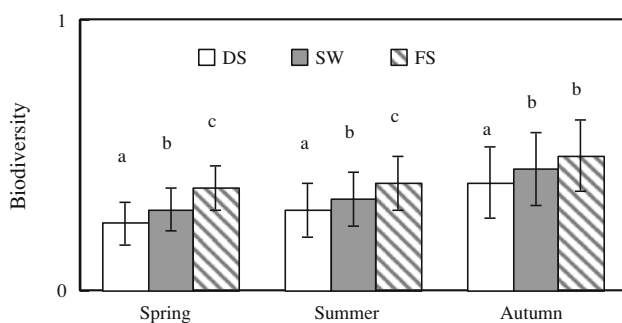 1
DS SW FS
a b c a b c a b b
Biodiversity
0
Spring Summer Autumn